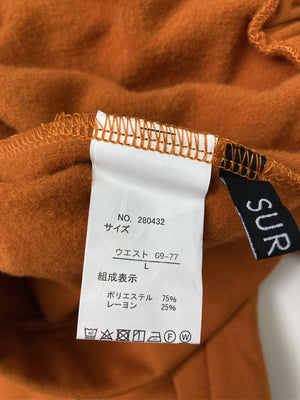 NO. 280432
サイズ
ウエスト 69-77
L
組成表示
ポリエステル 75%
レーヨン 25%
SUR